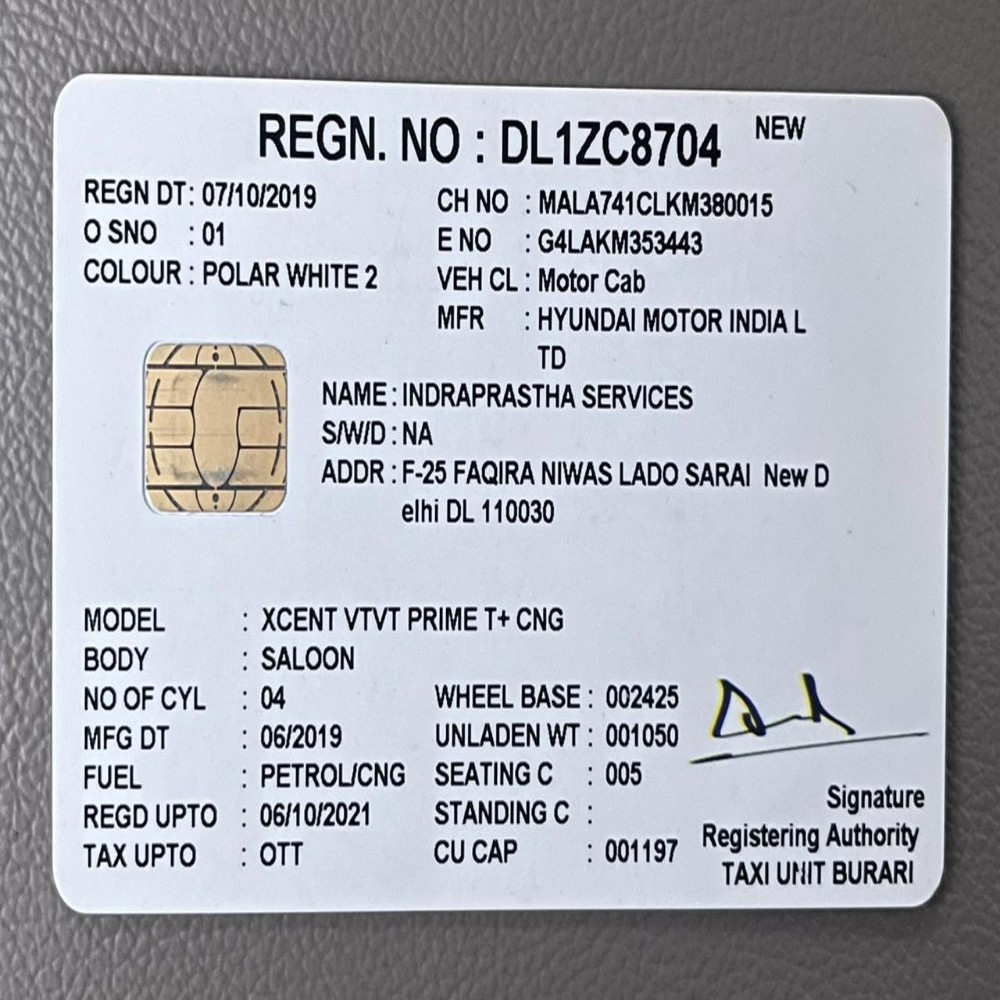 REGN. NO : DL1ZC8704 NEW
REGN DT : 07/10/2019 CH NO : MALA741CLKM380015
O SNO : 01 E NO : G4LAKM353443
COLOUR : POLAR WHITE 2 VEH CL : Motor Cab
MFR : HYUNDAI MOTOR INDIA L
TD
NAME : INDRAPRASTHA SERVICES
S/W/D : NA
ADDR : F-25 FAQIRA NIWAS LADO SARAI New D
elhi DL 110030
MODEL : XCENT VTVT PRIME T+ CNG
BODY : SALOON
NO OF CYL : 04 WHEEL BASE : 002425
MFG DT : 06/2019 UNLADEN WT : 001050
FUEL : PETROL/CNG SEATING C : 005
REGD UPTO : 06/10/2021 STANDING C :
TAX UPTO : OTT CU CAP : 001197
Signature
Registering Authority
TAXI UNIT BURARI